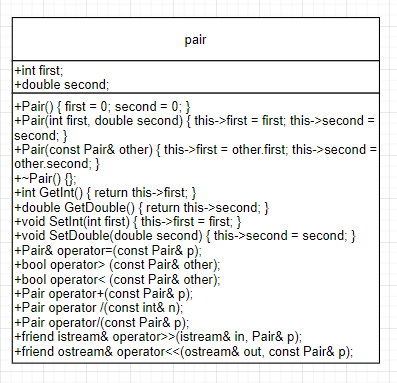 pair
+int first;
+double second;
+Pair() { first = 0; second = 0; }
+Pair(int first, double second) { this->first = first; this->second =
second; }
+Pair(const Pair& other) { this->first = other.first; this->second =
other.second; }
+~Pair() {};
+int GetInt() { return this->first; }
+double GetDouble() { return this->second; }
+void SetInt(int first) { this->first = first; }
+void SetDouble(double second) { this->second = second; }
+Pair& operator=(const Pair& p);
+bool operator> (const Pair& other);
+bool operator< (const Pair& other);
+Pair operator+(const Pair& p);
+Pair operator /(const int& n);
+Pair operator/(const Pair& p);
+friend istream& operator>>(istream& in, Pair& p);
+friend ostream& operator<<(ostream& out, const Pair& p);